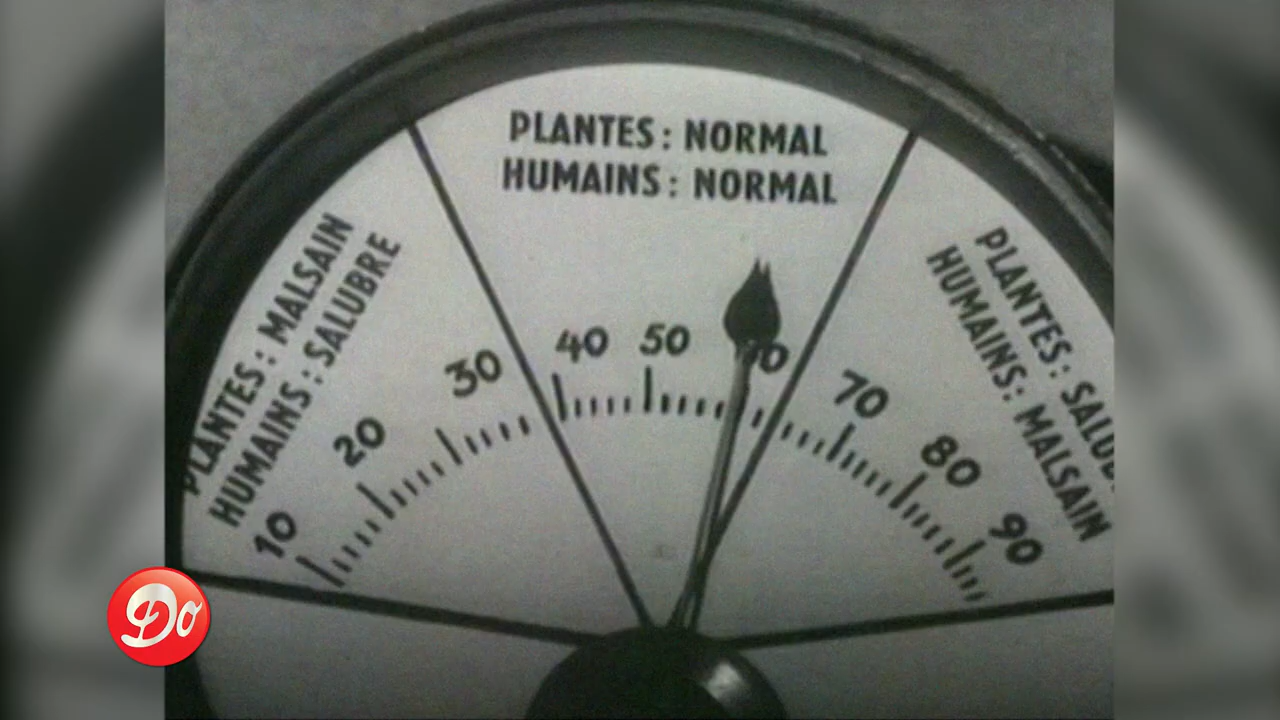 PLANTES : NORMAL
HUMAINS : NORMAL
PLANTES : MALSAIN
HUMAINS : SALUBRE
PLANTES : SALUB
HUMAINS : MALSAIN
10
20
30
40
50
70
80
90
Do